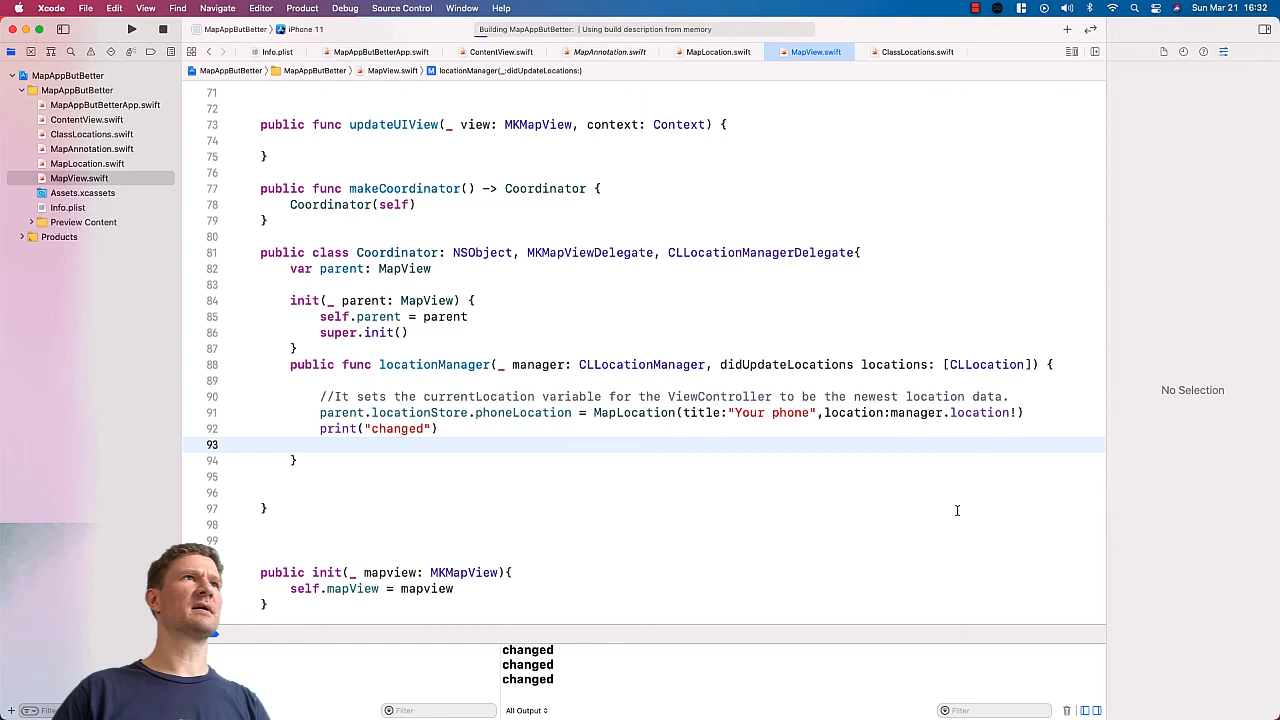 Xcode File Edit View Navigate Editor Product Debug Source Control Window Help 16:32 Sun Mar 21 16:32
MapAppButBetter iPhone 11 Building MapAppButBetter: | Using build description from memory
Info.plist MapAppButBetterApp.swift ContentView.swift MapAnnotation.swift MapLocation.swift MapView.swift ClassLocations.swift
MapAppButBetter MapAppButBetter MapView.swift M locationManager(_:didUpdateLocations:)
MapAppButBetter
MapAppButBetter
MapAppButBetterApp.swift
ContentView.swift
ClassLocations.swift
MapAnnotation.swift
MapLocation.swift
MapView.swift
Assets.xcassets
Info.plist
Preview Content
Products
71
72
73 public func updateUIView(_ view: MKMapView, context: Context) {
74
75 }
76
77 public func makeCoordinator() -> Coordinator {
78 Coordinator(self)
79 }
80
81 public class Coordinator: NSObject, MKMapViewDelegate, CLLocationManagerDelegate{
82 var parent: MapView
83
84 init(_ parent: MapView) {
85 self.parent = parent
86 super.init()
87 }
88 public func locationManager(_ manager: CLLocationManager, didUpdateLocations locations: [CLLocation]) {
89
90 //It sets the currentLocation variable for the ViewController to be the newest location data.
91 parent.locationStore.phoneLocation = MapLocation(title:"Your phone",location:manager.location!)
92 print("changed")
93
94 }
95
96
97 }
98
99
public init(_ mapview: MKMapView){
self.mapView = mapview
}
No Selection
changed
changed
changed
Filter All Output Filter